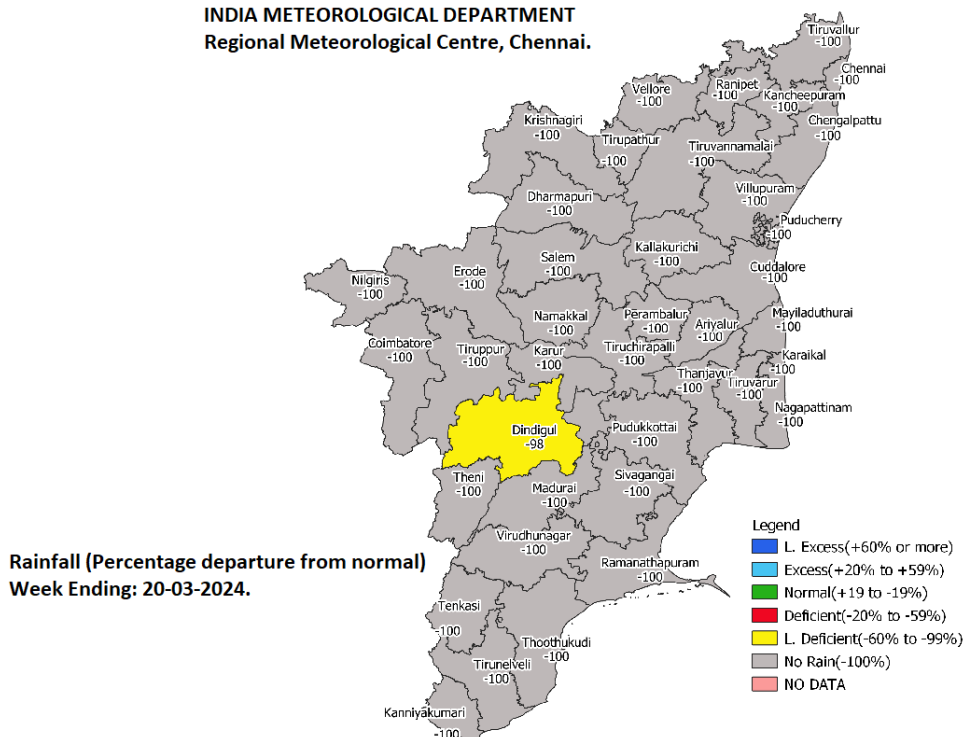 INDIA METEOROLOGICAL DEPARTMENT
Regional Meteorological Centre, Chennai.
Tiruvallur
-100
Chennai
-100
Vellore
-100
Ranipet
-100
Kancheepuram
-100
Krishnagiri
-100
Chengalpattu
-100
Tirupathur
-100
Tiruvannamalai
-100
Dharmapuri
-100
Villupuram
-100
Puducherry
-100
Salem
-100
Kallakurichi
-100
Cuddalore
-100
Nilgiris
-100
Erode
-100
Namakkal
-100
Perambalur
-100
Ariyalur
-100
Mayiladuthurai
-100
Coimbatore
-100
Tiruppur
-100
Karur
-100
Tiruchirapalli
-100
Karaikal
-100
Thanjavur
-100
Tiruvarur
-100
Nagapattinam
-100
Dindigul
-98
Pudukkottai
-100
Theni
-100
Madurai
-100
Sivagangai
-100
Virudhunagar
-100
Ramanathapuram
-100
Tenkasi
-100
Thoothukudi
-100
Tirunelveli
-100
Kanniyakumari
-100
Rainfall (Percentage departure from normal)
Week Ending: 20-03-2024.
Legend
L. Excess(+60% or more)
Excess(+20% to +59%)
Normal(+19 to -19%)
Deficient(-20% to -59%)
L. Deficient(-60% to -99%)
No Rain(-100%)
NO DATA